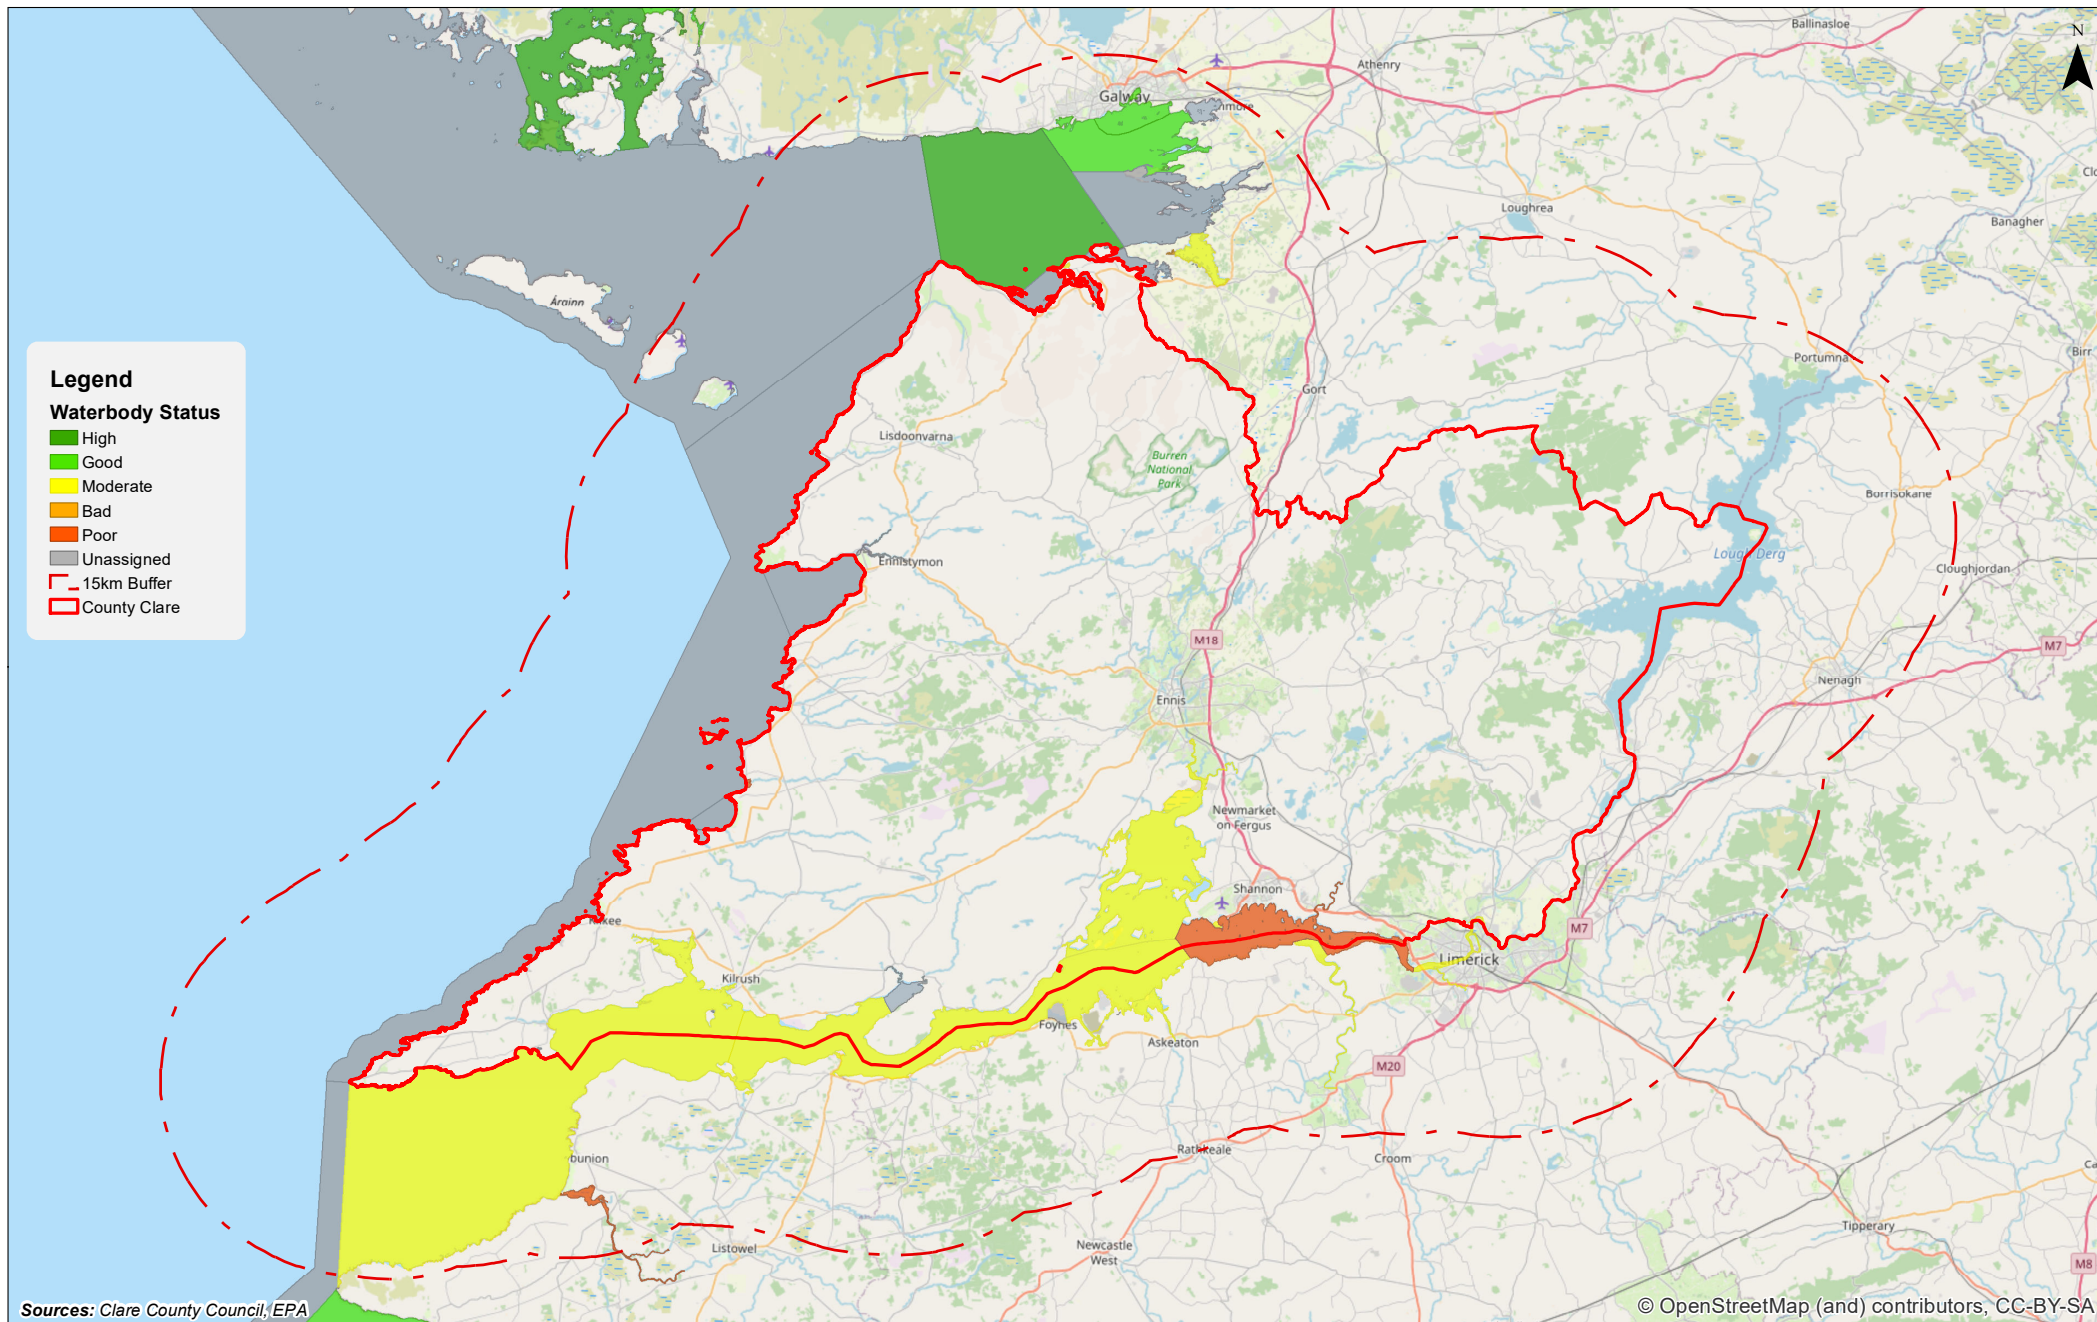 Ballinasloe
N
Athenry
Galway
Loughrea
Banagher
Árainn
Portumna
Birr
Gort
Legend
Waterbody Status
High
Good
Moderate
Bad
Poor
Unassigned
15km Buffer
County Clare
Lisdoonvarna
Burren
National
Park
Borrisokane
Lough Derg
Ennistymon
Cloughjordan
M18
M7
Nenagh
Ennis
Newmarket
on Fergus
Shannon
M7
Limerick
Kilrush
Foynes
Askeaton
M20
bunion
Rathkeale
Croom
Tipperary
Listowel
Newcastle
West
M8
Sources: Clare County Council, EPA
© OpenStreetMap (and) contributors, CC-BY-SA